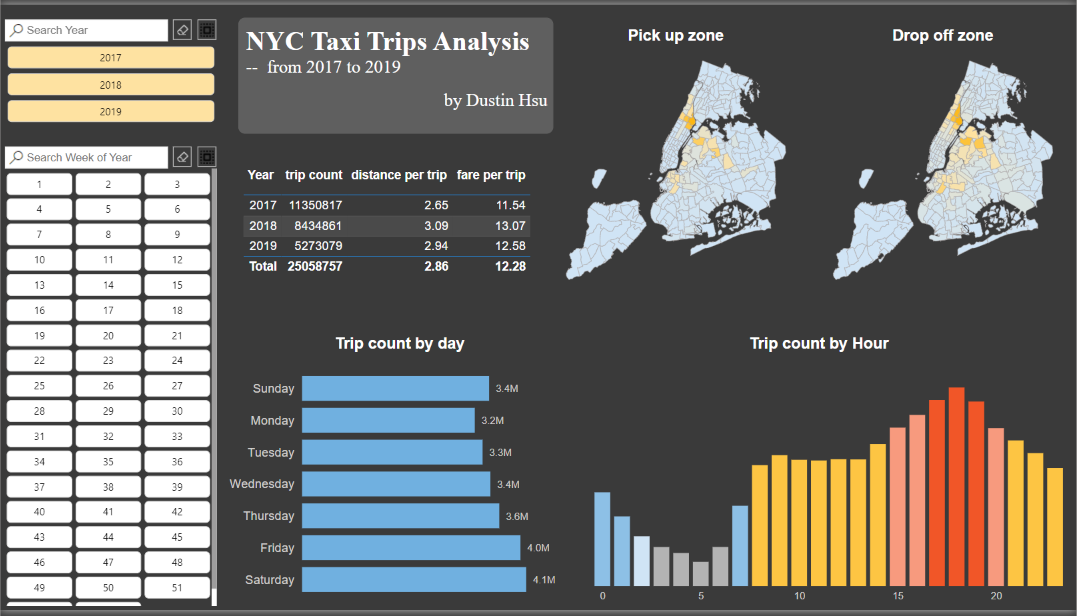 Search Year
2017
2018
2019
Search Week of Year
1 2 3
4 5 6
7 8 9
10 11 12
13 14 15
16 17 18
19 20 21
22 23 24
25 26 27
28 29 30
31 32 33
34 35 36
37 38 39
40 41 42
43 44 45
46 47 48
49 50 51
NYC Taxi Trips Analysis
-- from 2017 to 2019
by Dustin Hsu
Year trip count distance per trip fare per trip
2017 11350817 2.65 11.54
2018 8434861 3.09 13.07
2019 5273079 2.94 12.58
Total 25058757 2.86 12.28
Pick up zone
Drop off zone
Trip count by day
Sunday 3.4M
Monday 3.2M
Tuesday 3.3M
Wednesday 3.4M
Thursday 3.6M
Friday 4.0M
Saturday 4.1M
Trip count by Hour
0 5 10 15 20